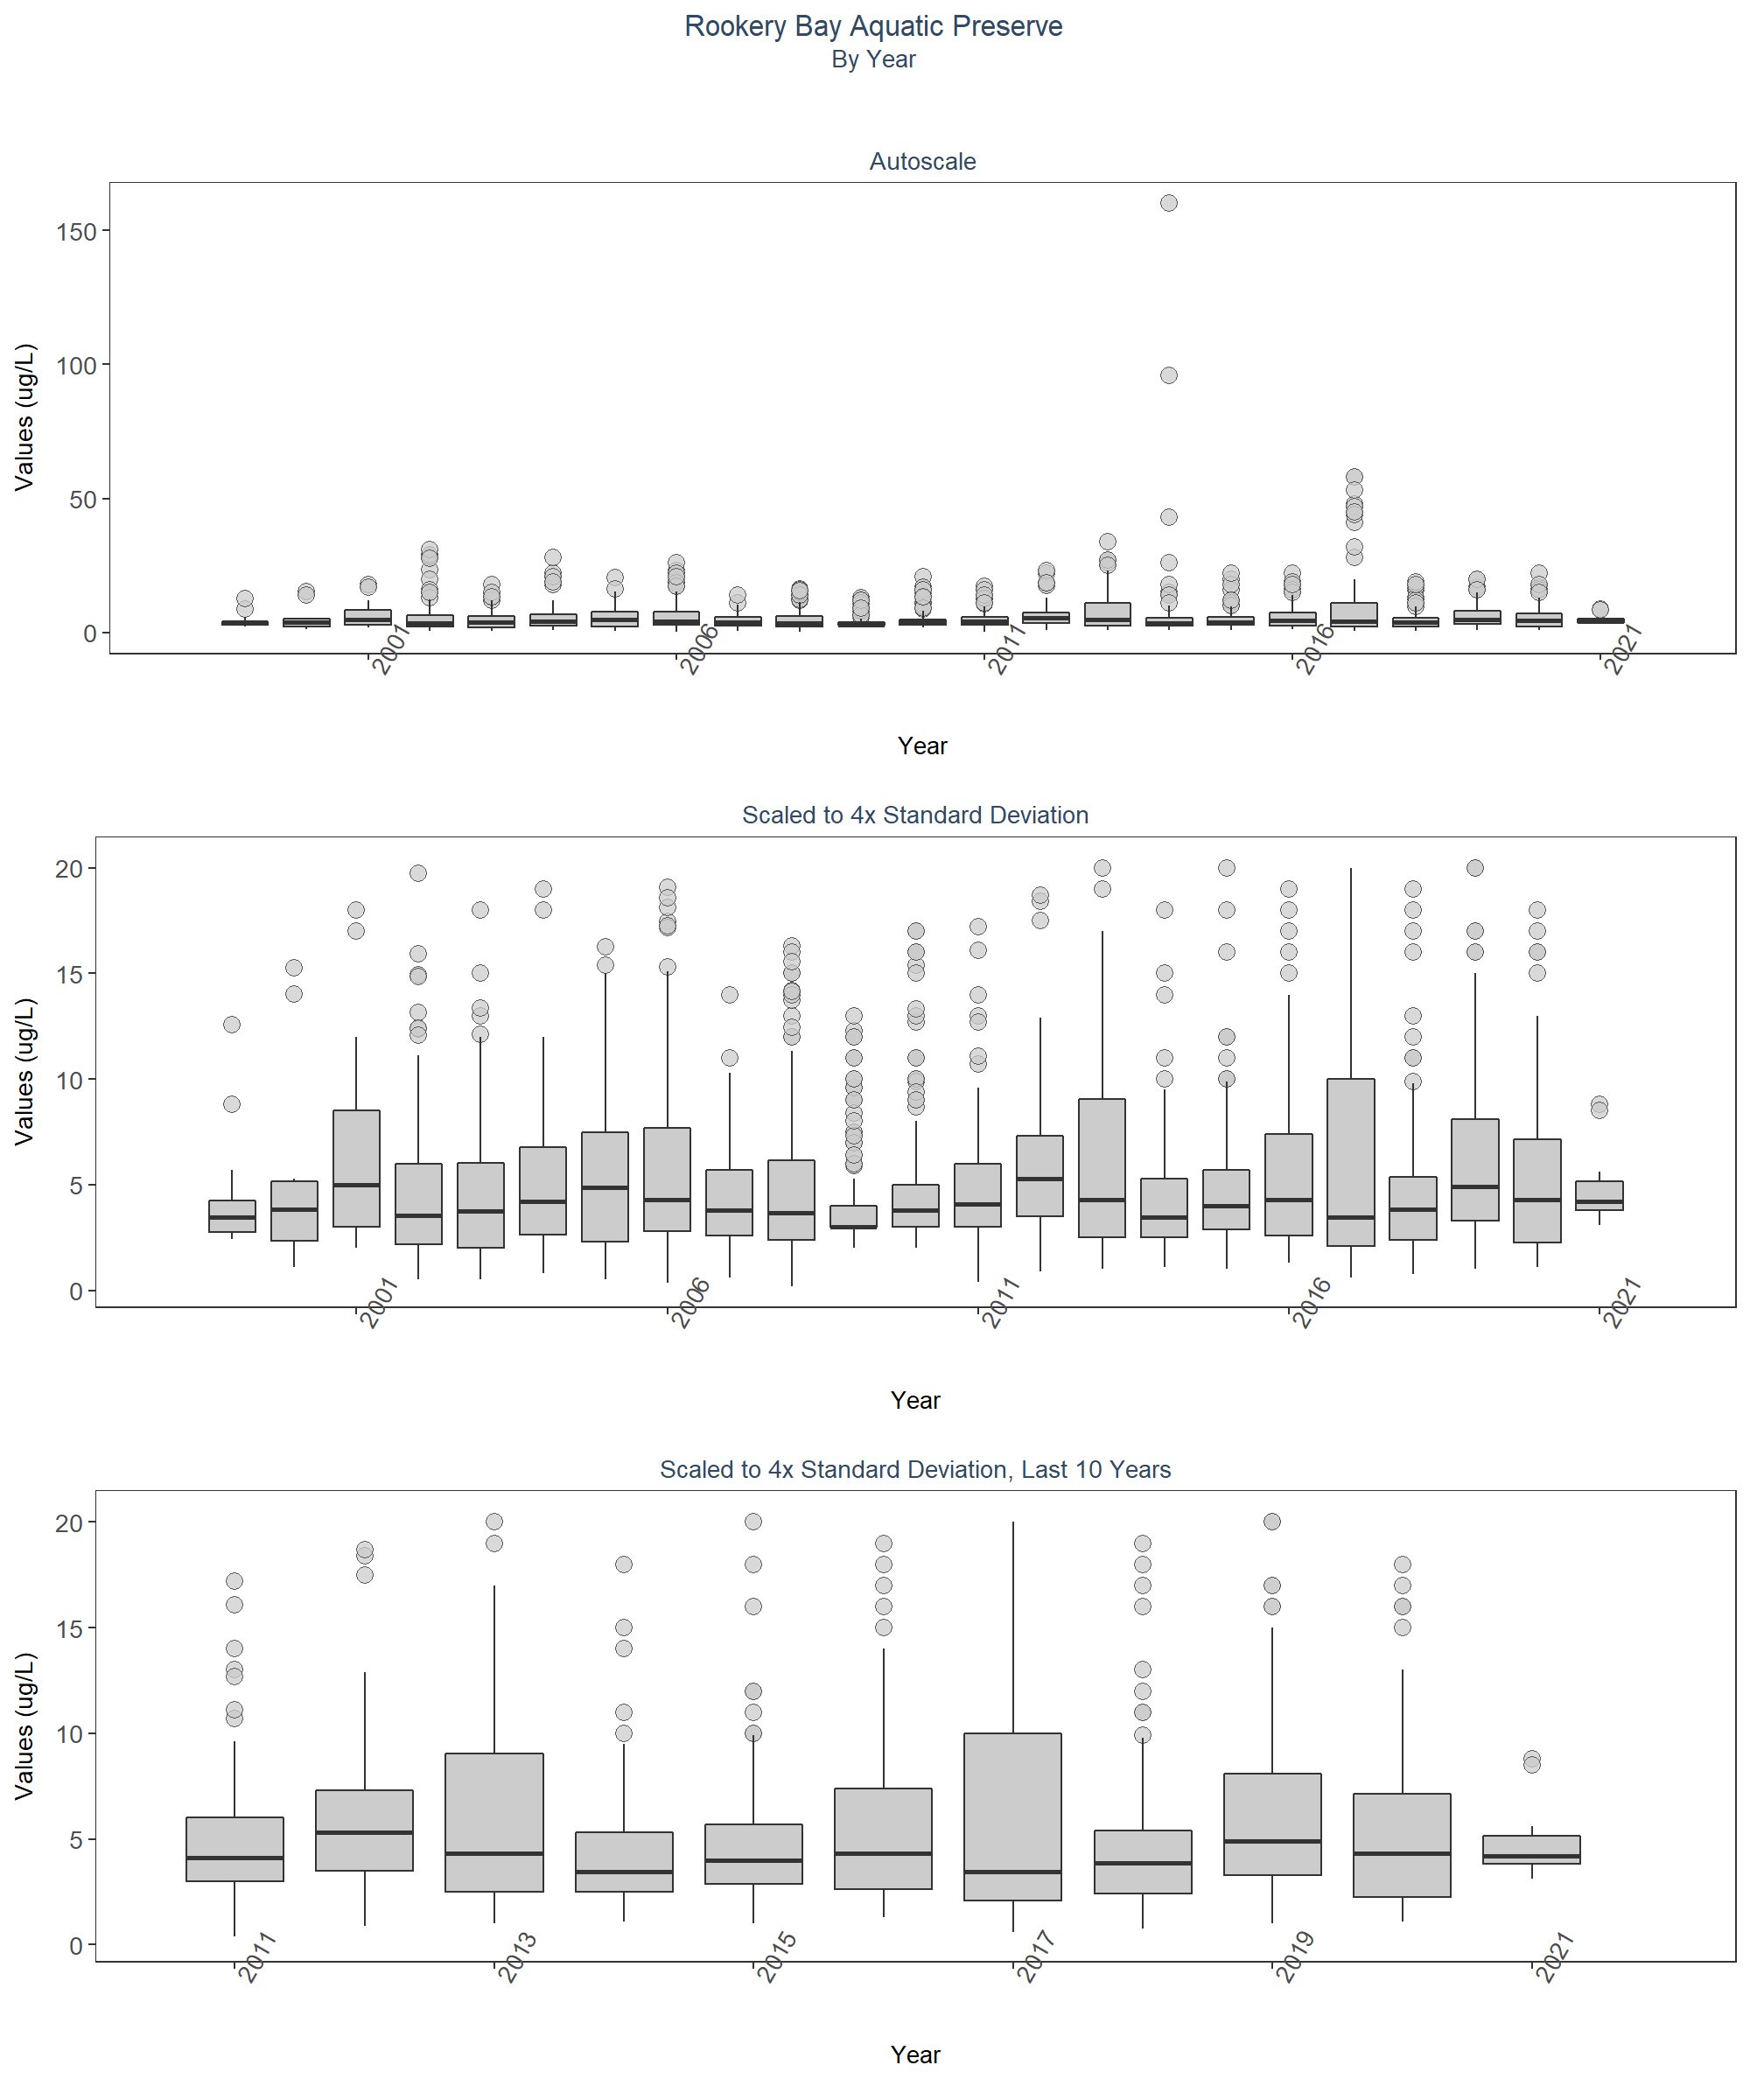 Rookery Bay Aquatic Preserve
By Year
Autoscale
150
100
50
0
Values (ug/L)
2001
2006
2011
2016
2021
Year
Scaled to 4x Standard Deviation
20
15
10
5
0
Values (ug/L)
2001
2006
2011
2016
2021
Year
Scaled to 4x Standard Deviation, Last 10 Years
20
15
10
5
0
Values (ug/L)
2011
2013
2015
2017
2019
2021
Year